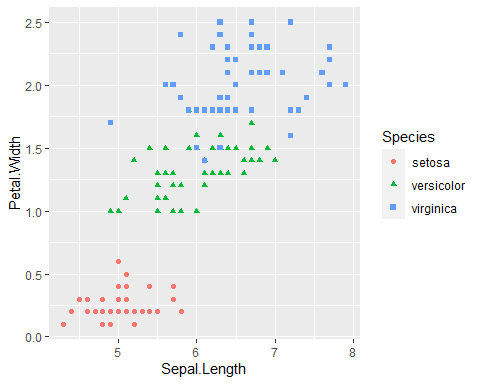 2.5
2.0
1.5
1.0
0.5
0.0
Petal.Width
5 6 7 8
Sepal.Length
Species
setosa
versicolor
virginica